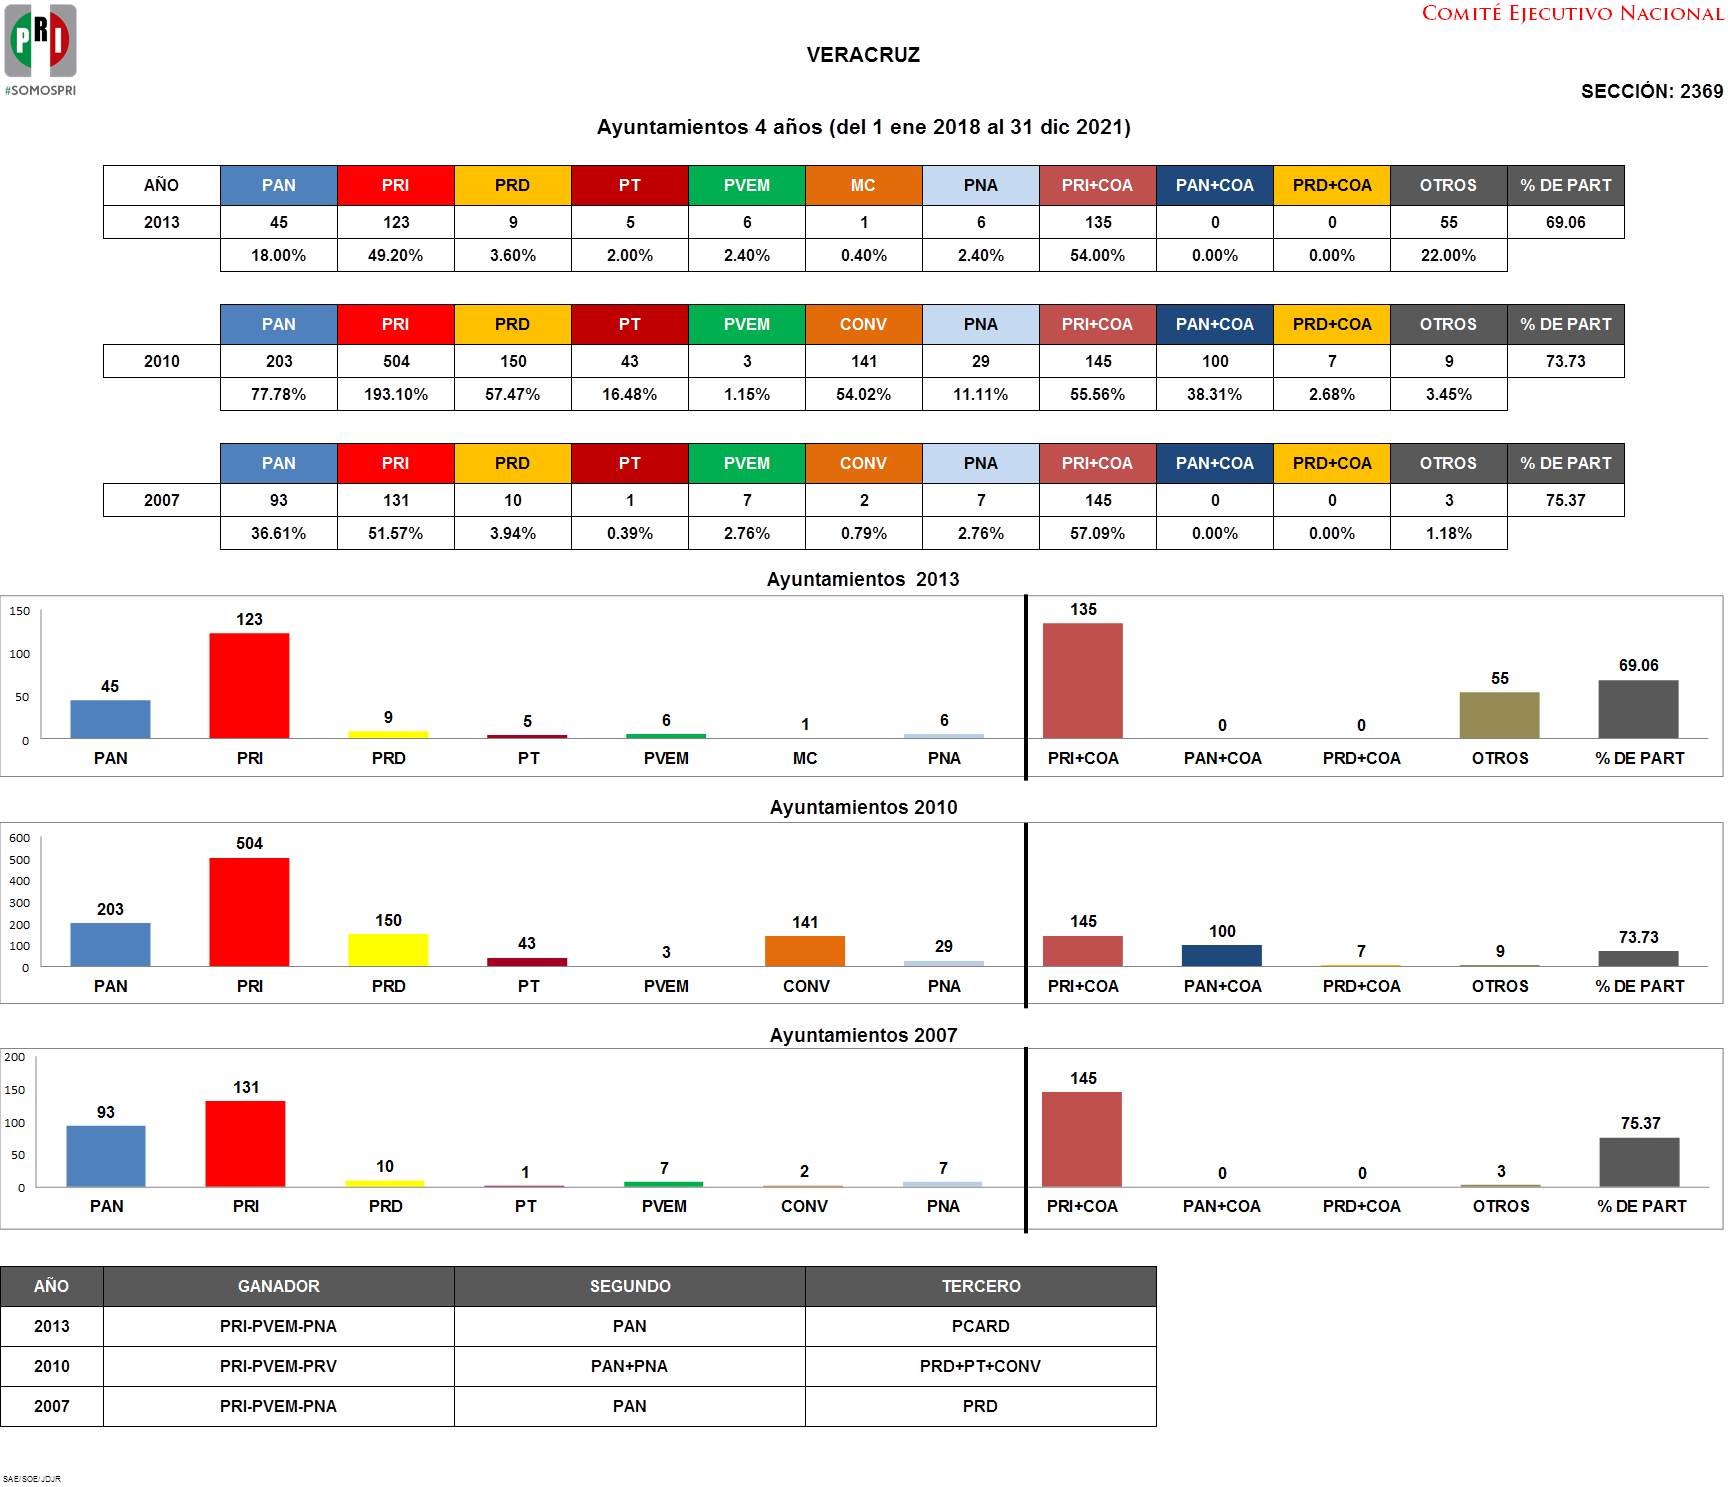 PRI
#SOMOSPRI
COMITÉ EJECUTIVO NACIONAL
VERACRUZ
SECCIÓN: 2369
Ayuntamientos 4 años (del 1 ene 2018 al 31 dic 2021)
AÑO PAN PRI PRD PT PVEM MC PNA PRI+COA PAN+COA PRD+COA OTROS % DE PART
2013 45 123 9 5 6 1 6 135 0 0 55 69.06
18.00% 49.20% 3.60% 2.00% 2.40% 0.40% 2.40% 54.00% 0.00% 0.00% 22.00%
PAN PRI PRD PT PVEM CONV PNA PRI+COA PAN+COA PRD+COA OTROS % DE PART
2010 203 504 150 43 3 141 29 145 100 7 9 73.73
77.78% 193.10% 57.47% 16.48% 1.15% 54.02% 11.11% 55.56% 38.31% 2.68% 3.45%
PAN PRI PRD PT PVEM CONV PNA PRI+COA PAN+COA PRD+COA OTROS % DE PART
2007 93 131 10 1 7 2 7 145 0 0 3 75.37
36.61% 51.57% 3.94% 0.39% 2.76% 0.79% 2.76% 57.09% 0.00% 0.00% 1.18%
Ayuntamientos 2013
150
100
50
0
45 123 9 5 6 1 6 135 0 0 55 69.06
PAN PRI PRD PT PVEM MC PNA PRI+COA PAN+COA PRD+COA OTROS % DE PART
Ayuntamientos 2010
600
500
400
300
200
100
0
203 504 150 43 3 141 29 145 100 7 9 73.73
PAN PRI PRD PT PVEM CONV PNA PRI+COA PAN+COA PRD+COA OTROS % DE PART
Ayuntamientos 2007
200
150
100
50
0
93 131 10 1 7 2 7 145 0 0 3 75.37
PAN PRI PRD PT PVEM CONV PNA PRI+COA PAN+COA PRD+COA OTROS % DE PART
AÑO GANADOR SEGUNDO TERCERO
2013 PRI-PVEM-PNA PAN PCARD
2010 PRI-PVEM-PRV PAN+PNA PRD+PT+CONV
2007 PRI-PVEM-PNA PAN PRD
SAE/SOE/JDJR